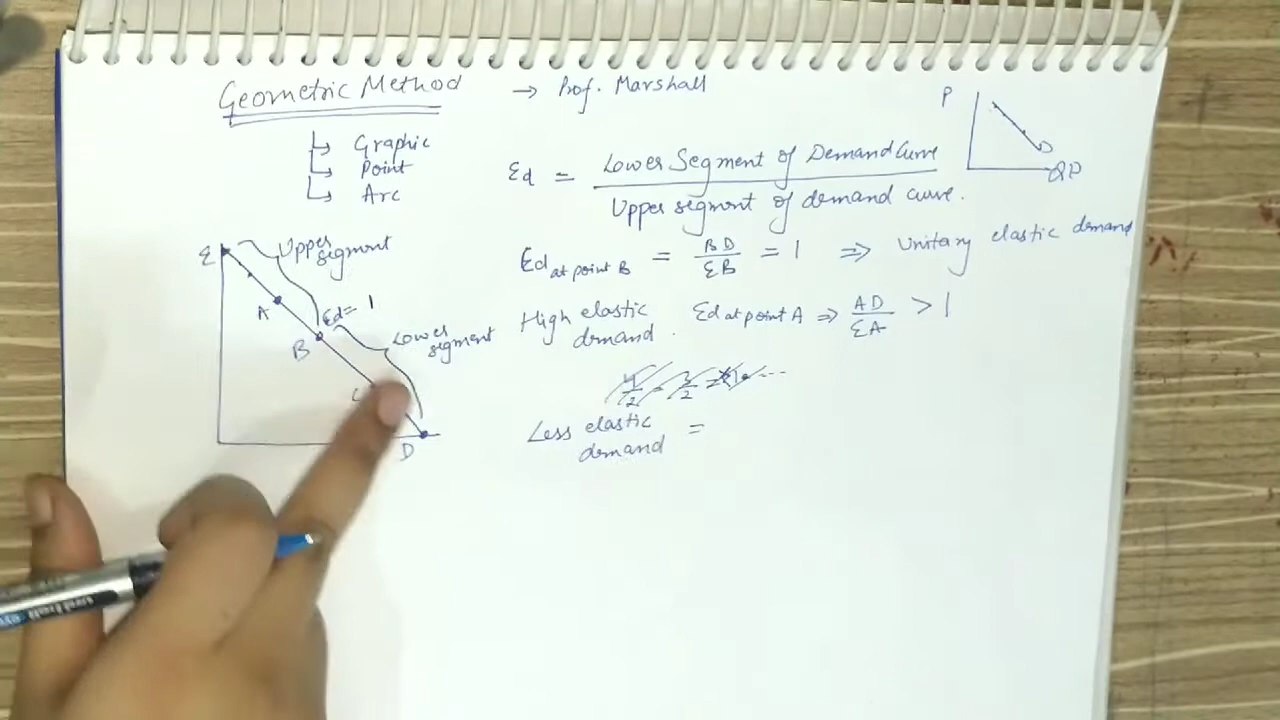 Geometric Method → Prof. Marshall
Graphic
Point
Arc
P
D
Ed = Lower Segment of Demand Curve
Upper segment of demand curve.
E
Upper segment
A
Ed = 1
B
Lower segment
C
D
Ed at point B = BD/EB = 1 ⇒ Unitary elastic demand
High elastic demand. Ed at point A ⇒ AD/EA > 1
Less elastic demand =